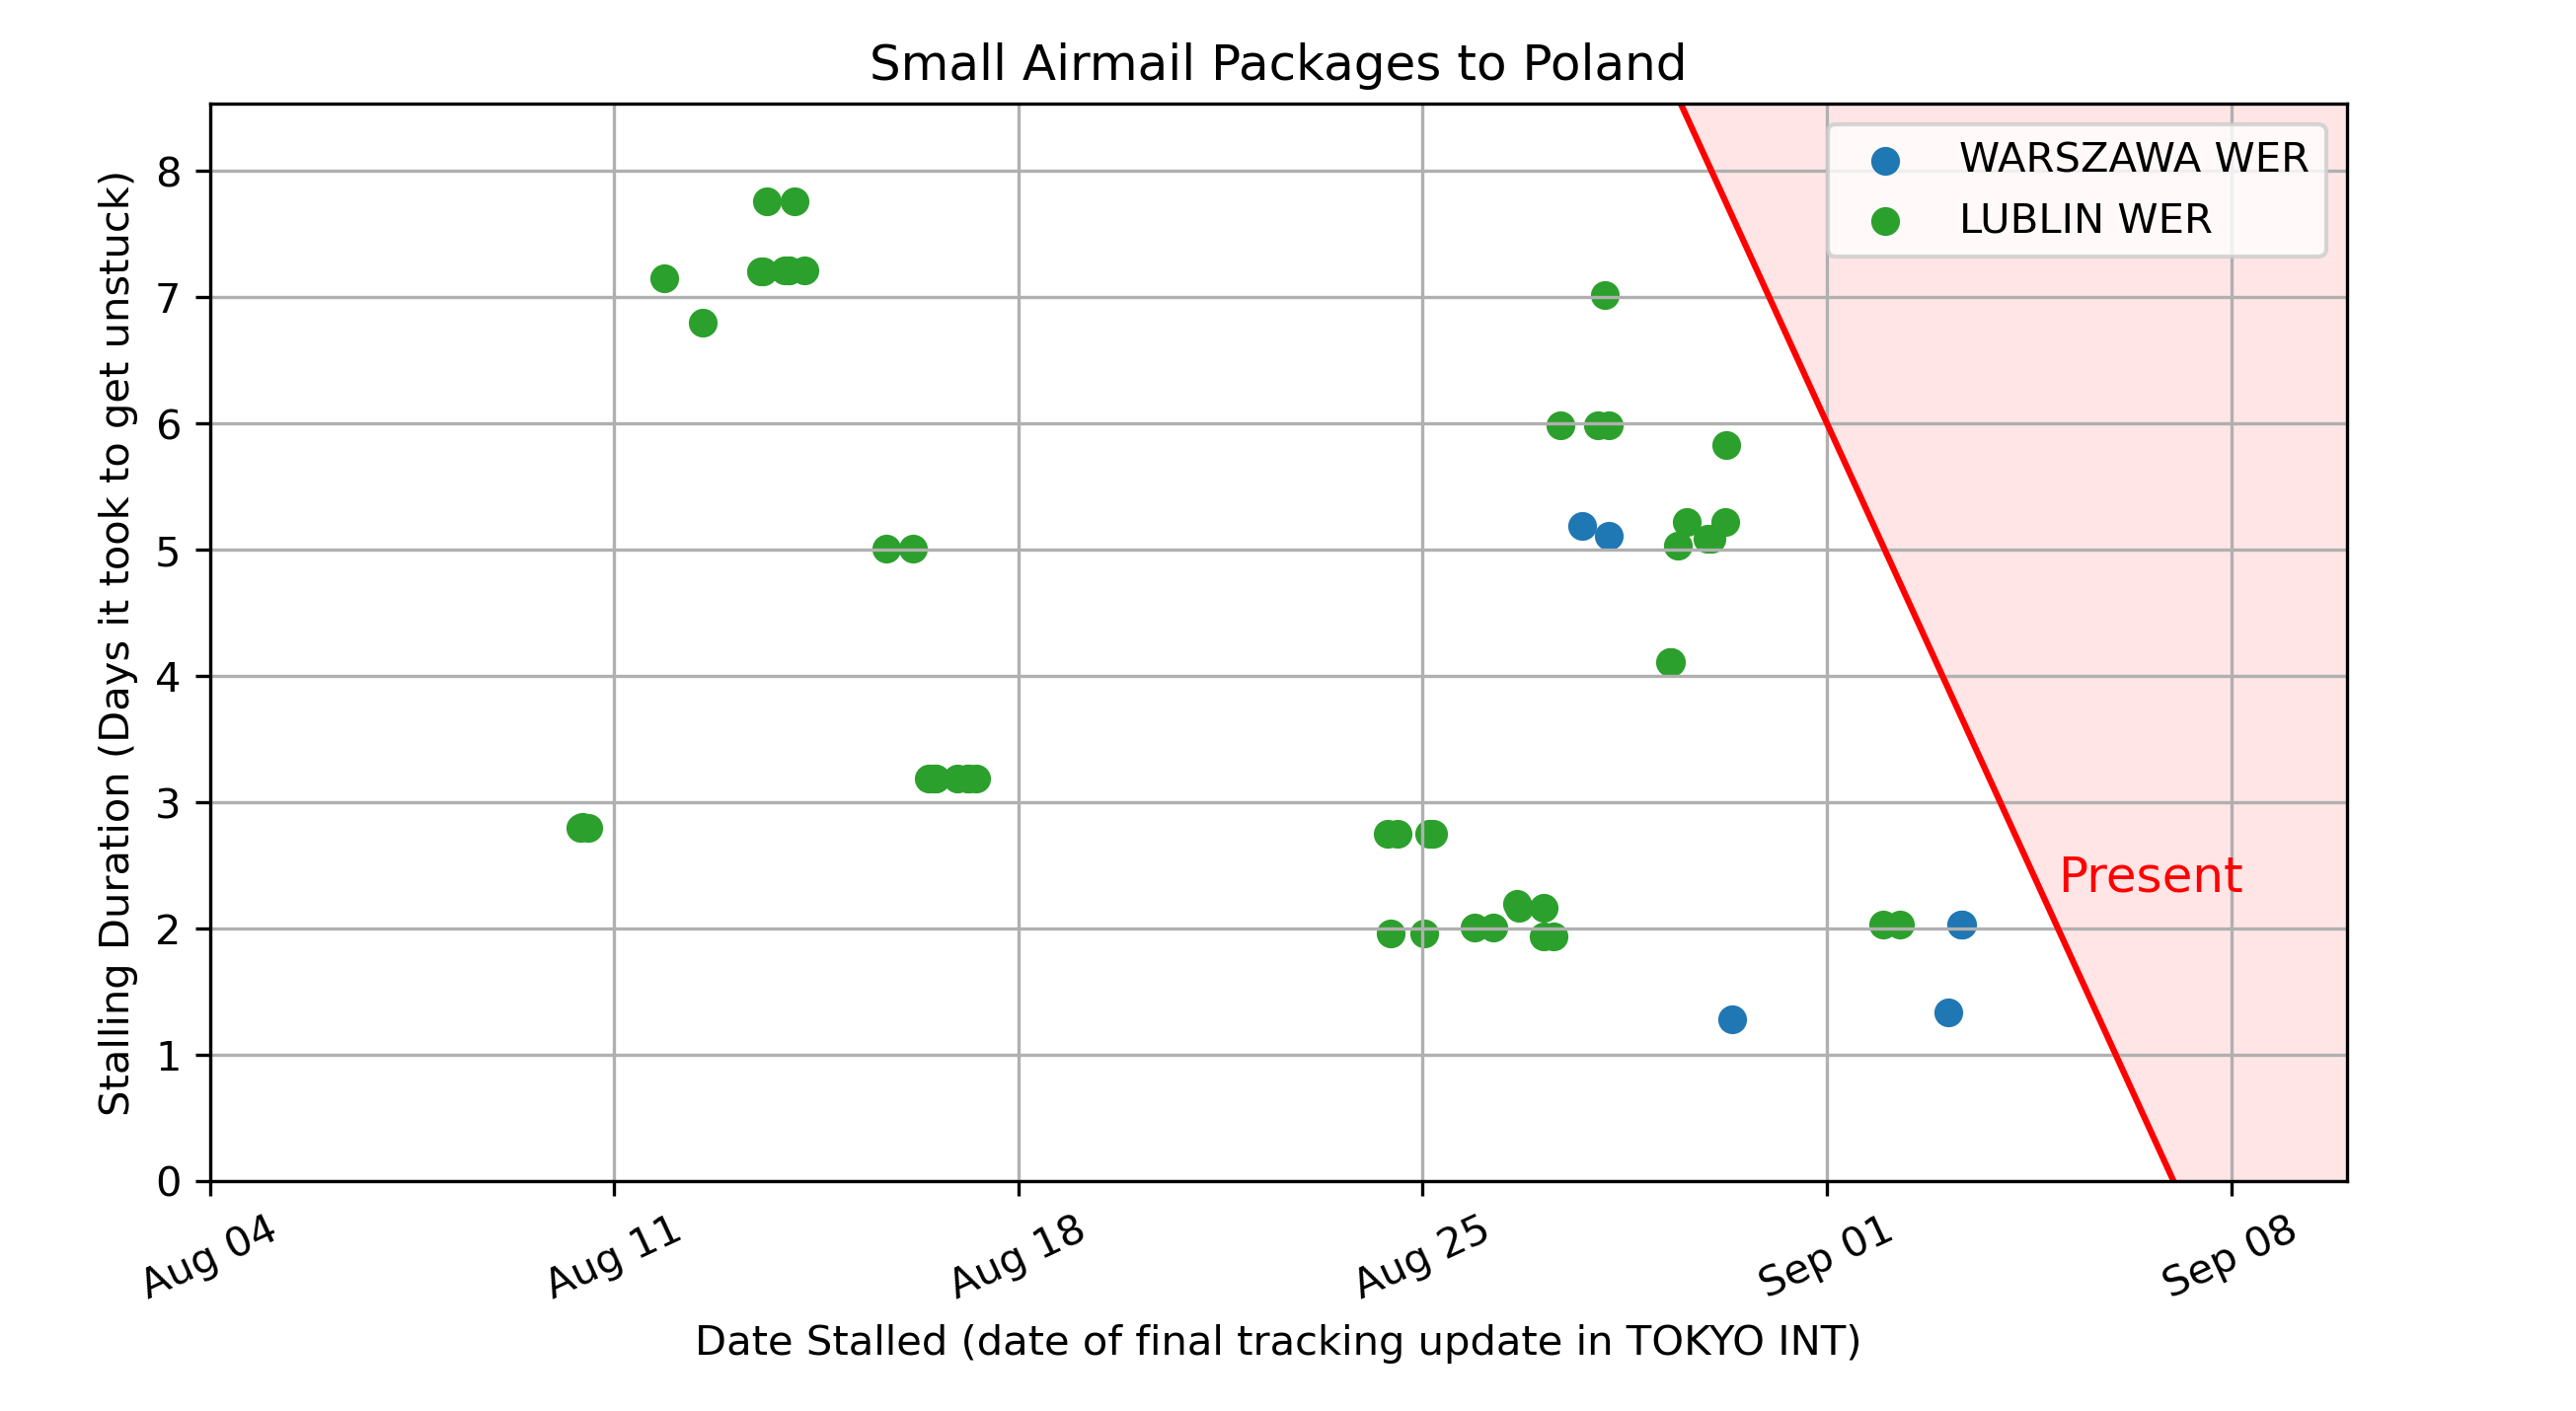 Small Airmail Packages to Poland
WARSZAWA WER
LUBLIN WER
Present
Stalling Duration (Days it took to get unstuck)
8
7
6
5
4
3
2
1
0
Aug 04
Aug 11
Aug 18
Aug 25
Sep 01
Sep 08
Date Stalled (date of final tracking update in TOKYO INT)